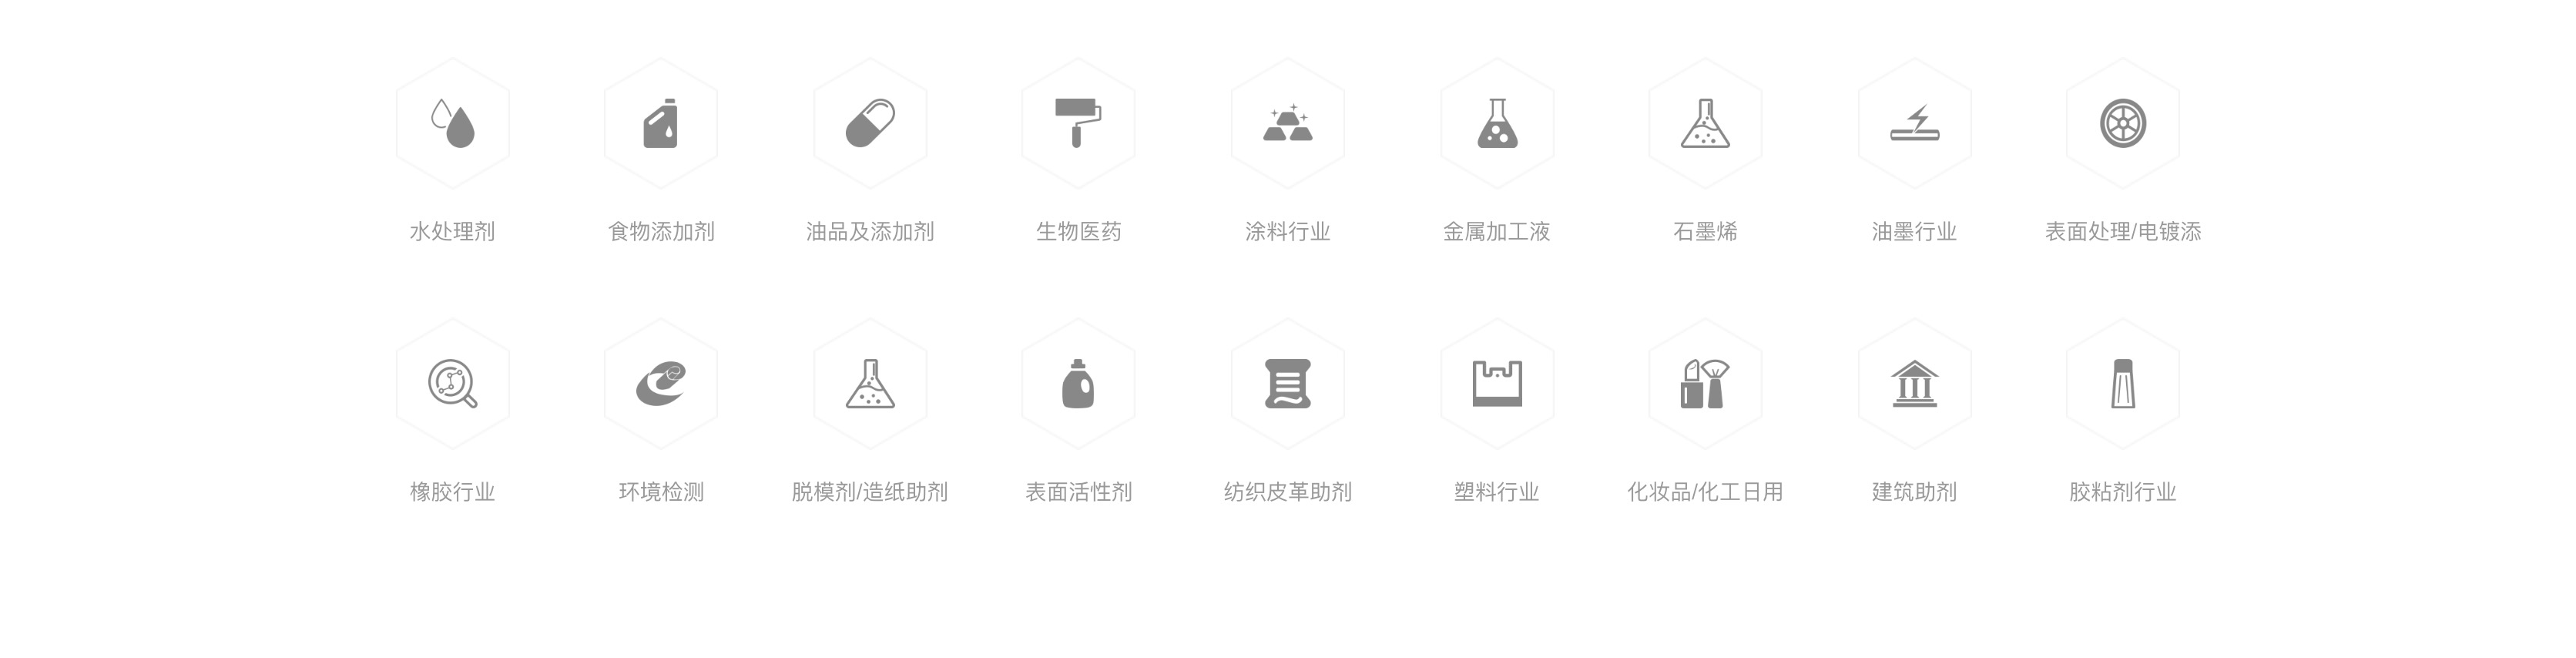 水处理剂
食物添加剂
油品及添加剂
生物医药
涂料行业
金属加工液
石墨烯
油墨行业
表面处理/电镀添
橡胶行业
环境检测
脱模剂/造纸助剂
表面活性剂
纺织皮革助剂
塑料行业
化妆品/化工日用
建筑助剂
胶粘剂行业